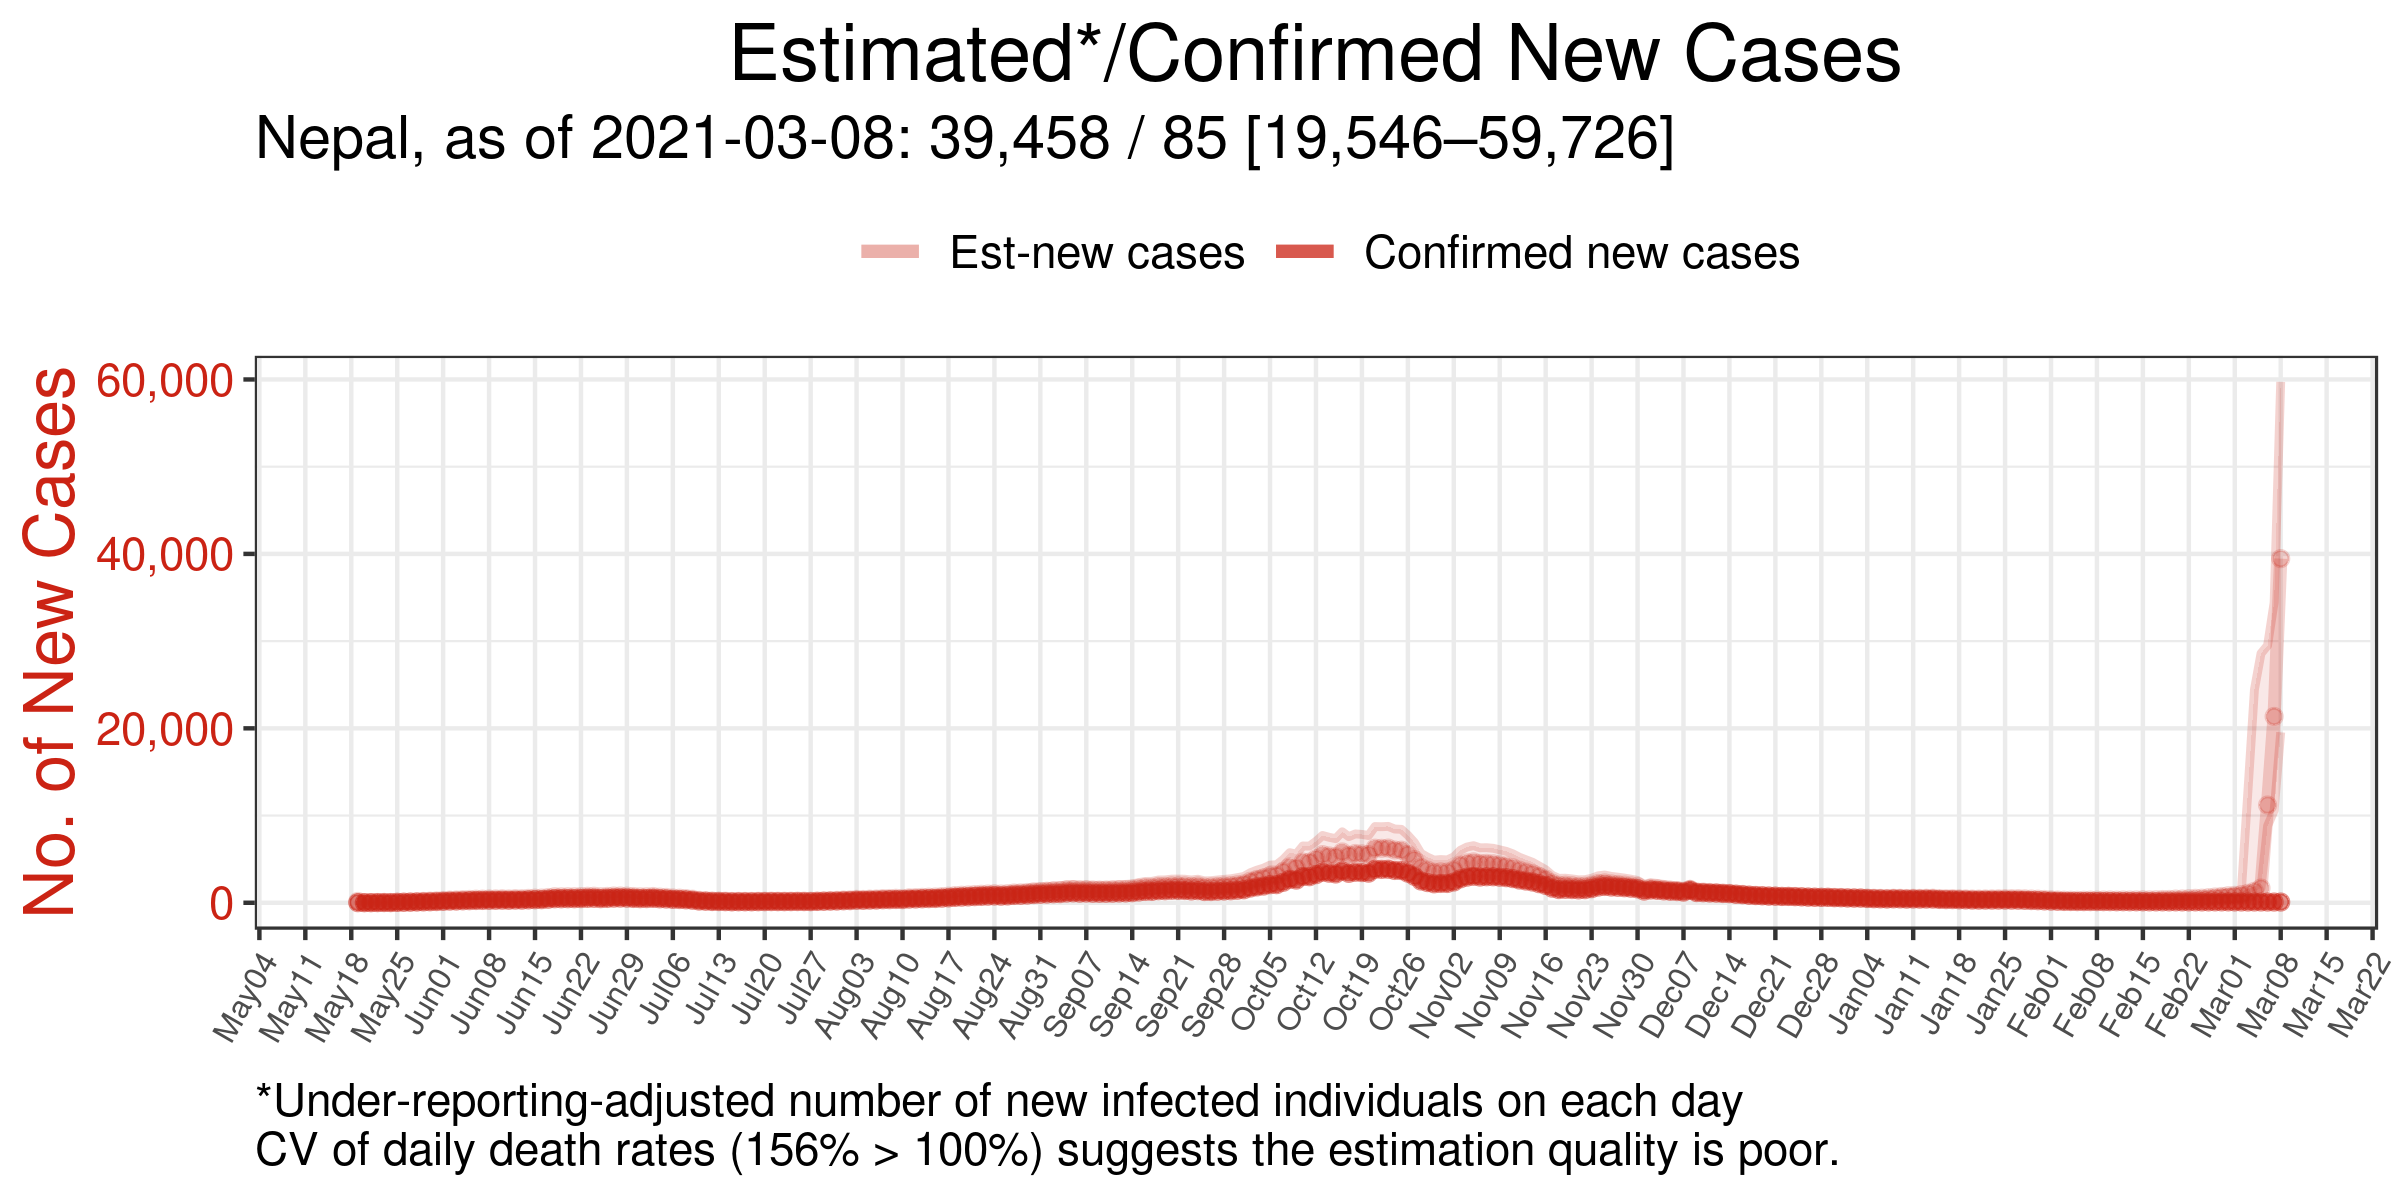 Estimated*/Confirmed New Cases
Nepal, as of 2021-03-08: 39,458 / 85 [19,546–59,726]
Est-new cases
Confirmed new cases
No. of New Cases
60,000
40,000
20,000
0
May04
May11
May18
May25
Jun01
Jun08
Jun15
Jun22
Jun29
Jul06
Jul13
Jul20
Jul27
Aug03
Aug10
Aug17
Aug24
Aug31
Sep07
Sep14
Sep21
Sep28
Oct05
Oct12
Oct19
Oct26
Nov02
Nov09
Nov16
Nov23
Nov30
Dec07
Dec14
Dec21
Dec28
Jan04
Jan11
Jan18
Jan25
Feb01
Feb08
Feb15
Feb22
Mar01
Mar08
Mar15
Mar22
*Under-reporting-adjusted number of new infected individuals on each day
CV of daily death rates (156% > 100%) suggests the estimation quality is poor.